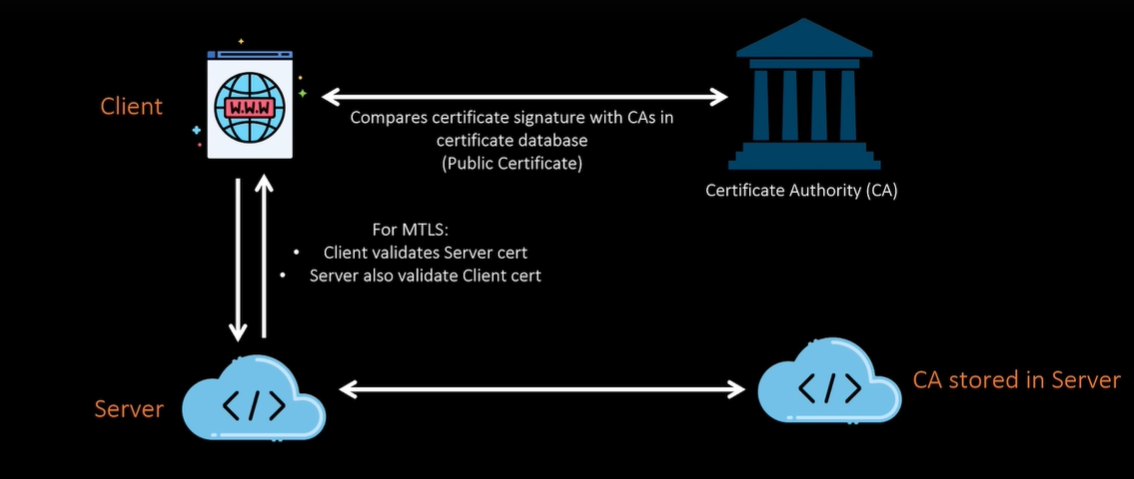 Client
W.W.W
Compares certificate signature with CAs in
certificate database
(Public Certificate)
Certificate Authority (CA)
For MTLS:
• Client validates Server cert
• Server also validate Client cert
Server
</>
</>
CA stored in Server